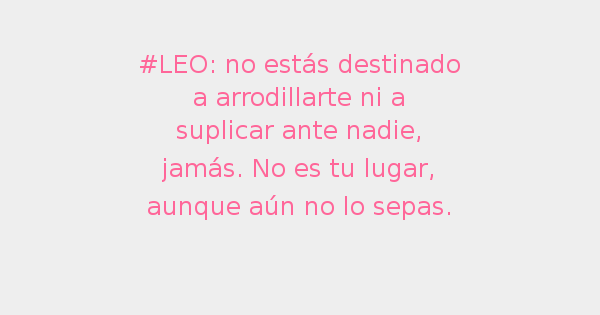 #LEO: no estás destinado
a arrodillarte ni a
suplicar ante nadie,
jamás. No es tu lugar,
aunque aún no lo sepas.